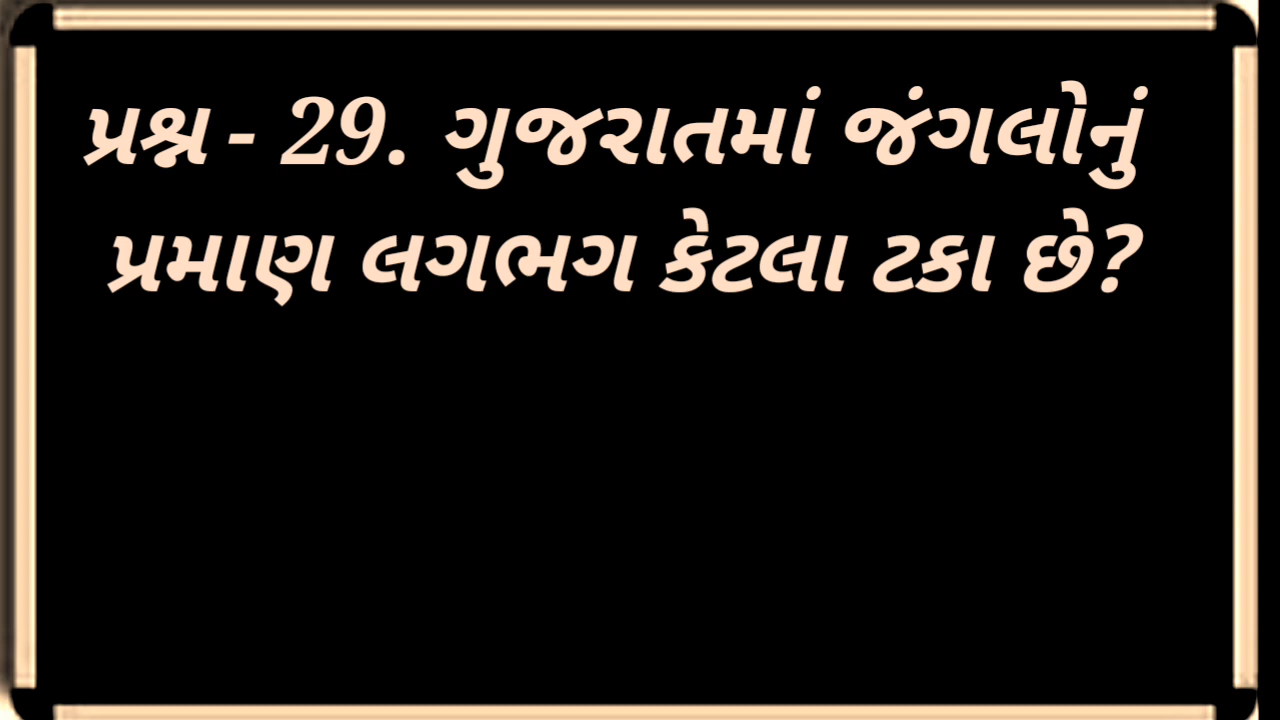 પ્રશ્ન - 29. ગુજરાતમાં જંગલોનું
પ્રમાણ લગભગ કેટલા ટકા છે?